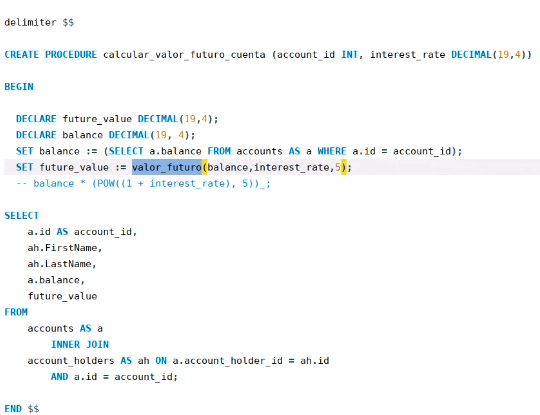 delimiter $$
CREATE PROCEDURE calcular_valor_futuro_cuenta (account_id INT, interest_rate DECIMAL(19,4))
BEGIN
DECLARE future_value DECIMAL(19,4);
DECLARE balance DECIMAL(19, 4);
SET balance := (SELECT a.balance FROM accounts AS a WHERE a.id = account_id);
SET future_value := valor_futuro(balance,interest_rate,5);
-- balance * (POW((1 + interest_rate), 5))_;
SELECT
a.id AS account_id,
ah.FirstName,
ah.LastName,
a.balance,
future_value
FROM
accounts AS a
INNER JOIN
account_holders AS ah ON a.account_holder_id = ah.id
AND a.id = account_id;
END $$